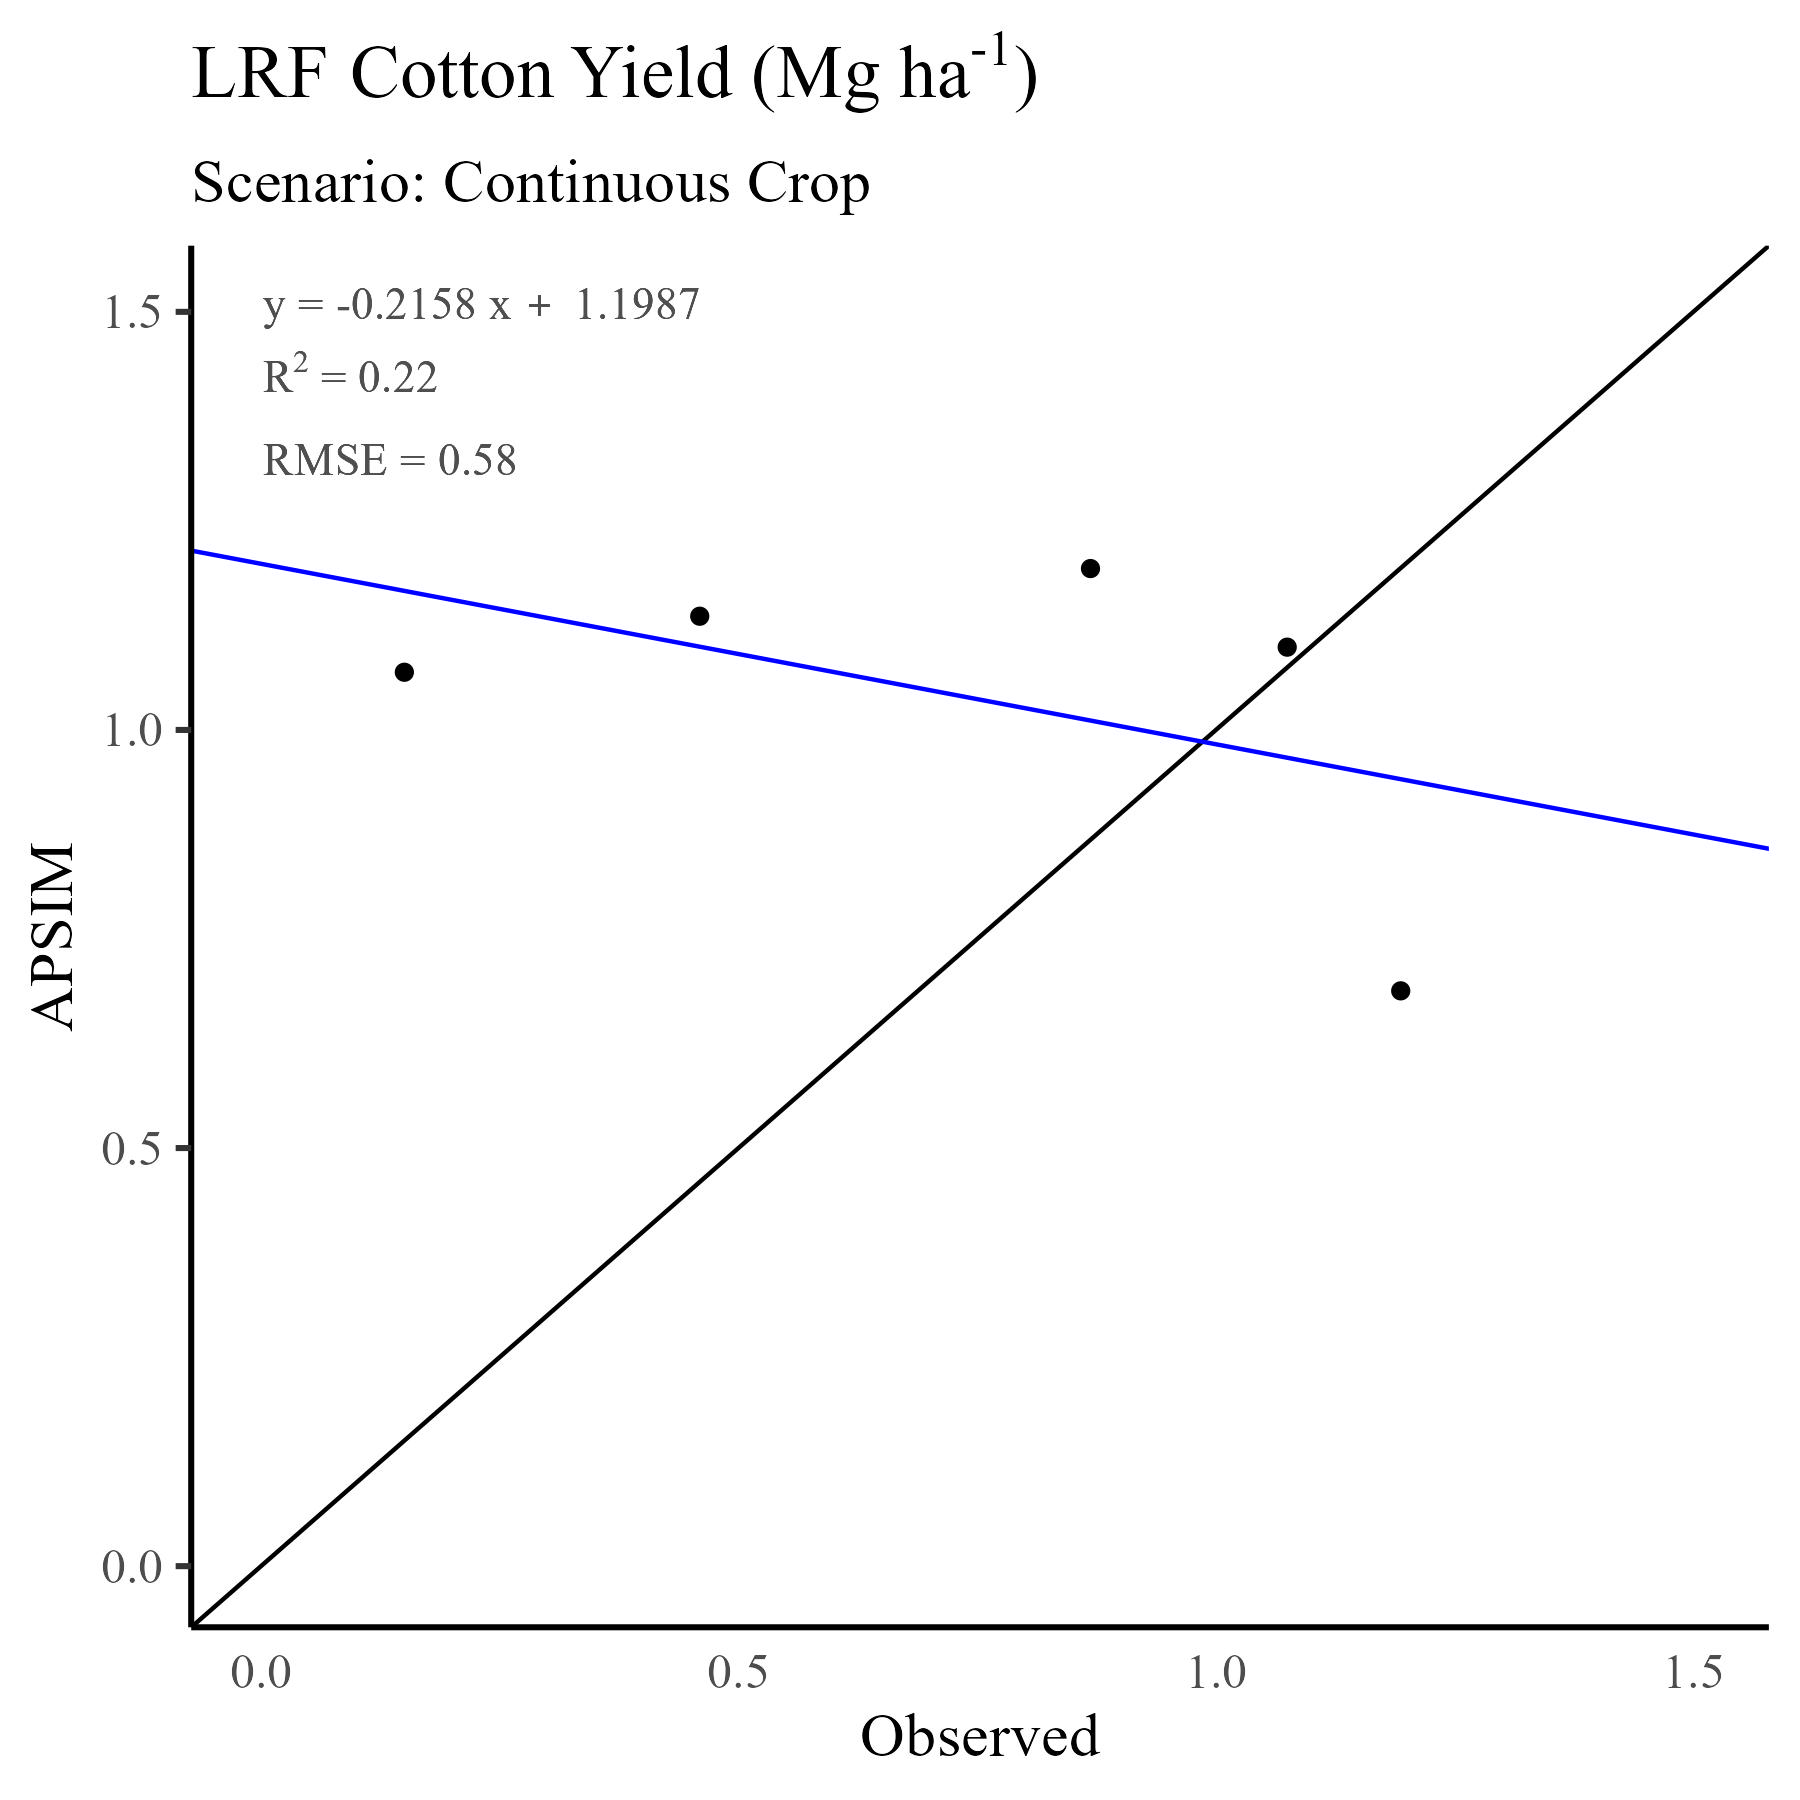 LRF Cotton Yield (Mg ha⁻¹)
Scenario: Continuous Crop
y = -0.2158 x + 1.1987
R² = 0.22
RMSE = 0.58
1.5
1.0
0.5
0.0
APSIM
0.0 0.5 1.0 1.5
Observed